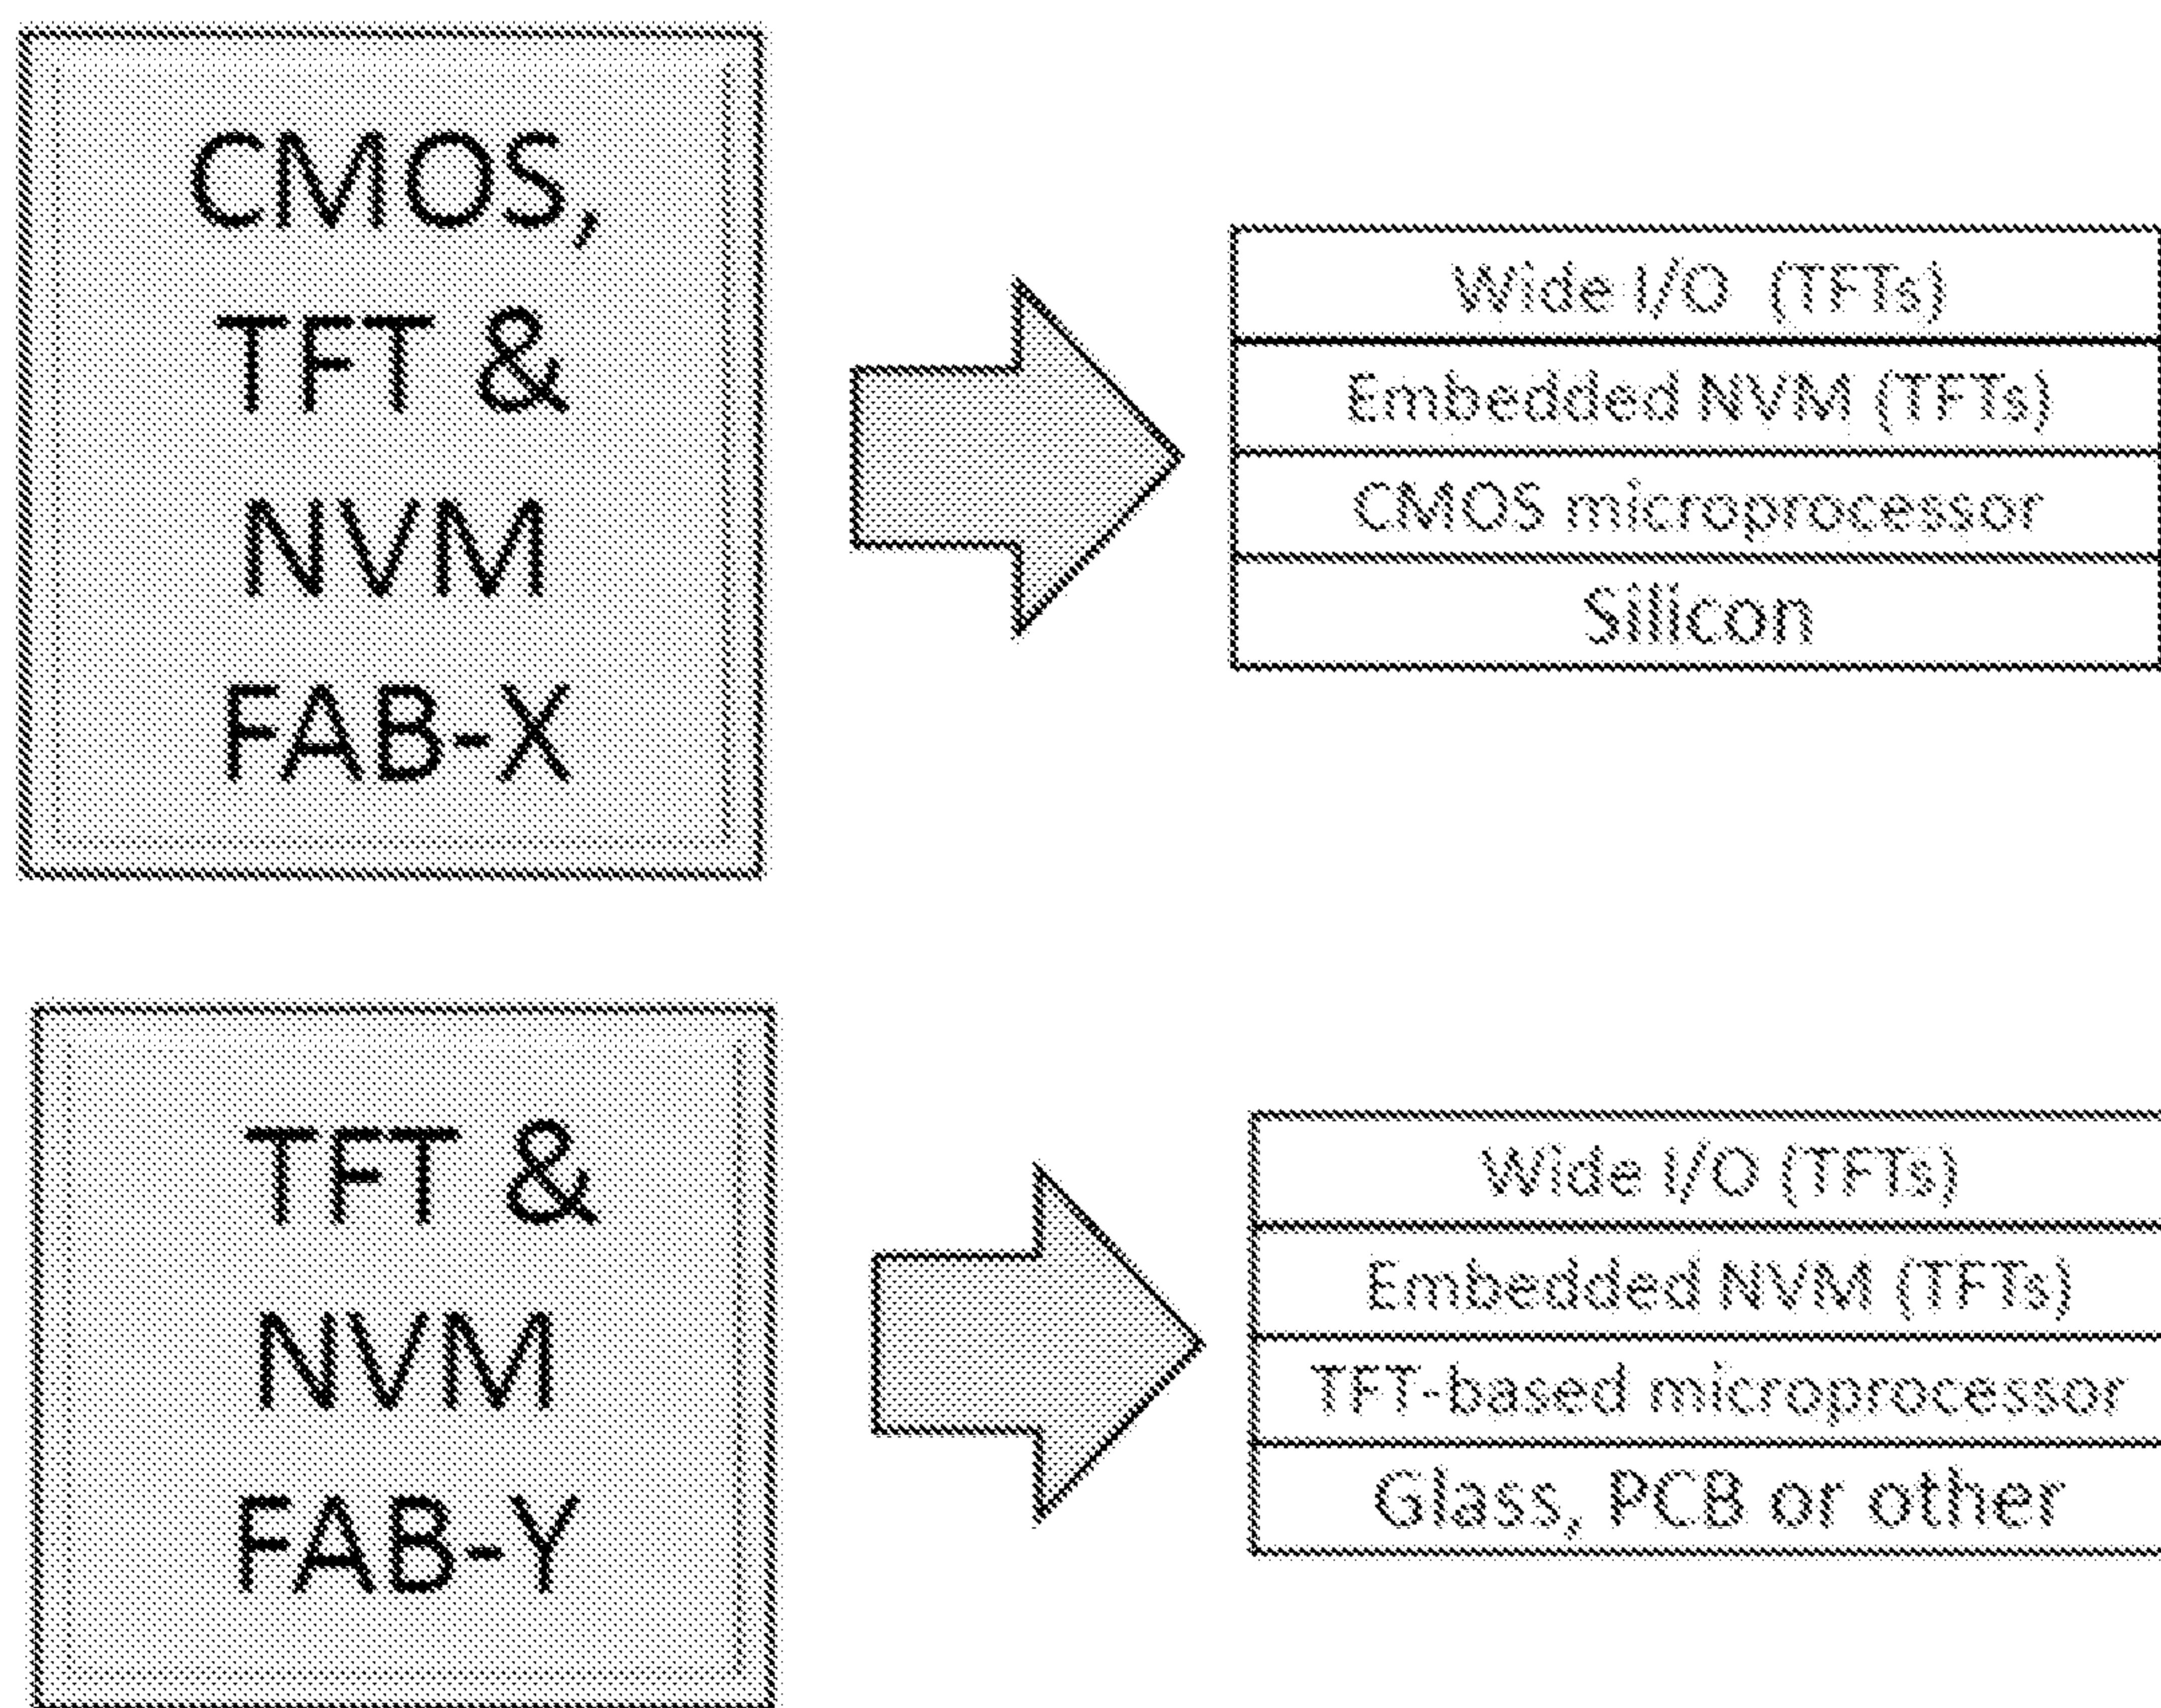 CMOS,
TFT &
NVM
FAB-X
Wide I/O (TFTs)
Embedded NVM (TFTs)
CMOS microprocessor
Silicon
TFT &
NVM
FAB-Y
Wide I/O (TFTs)
Embedded NVM (TFTs)
TFT-based microprocessor
Glass, PCB or other